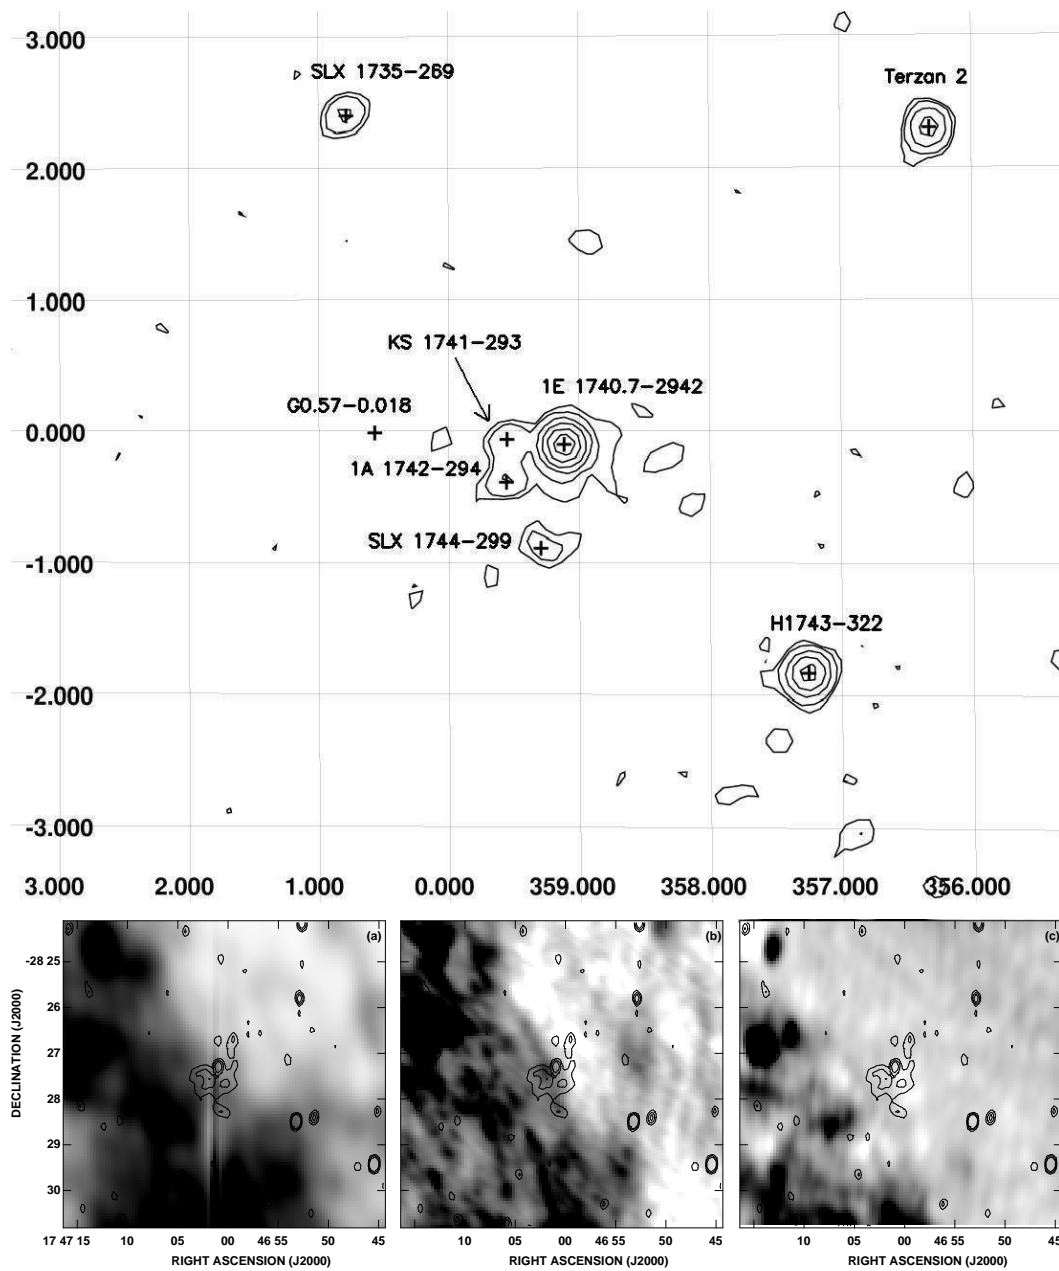 3.000
SLX 1735-269
Terzan 2
2.000
1.000
KS 1741-293
1E 1740.7-2942
G0.57-0.018
0.000
1A 1742-294
SLX 1744-299
-1.000
H1743-322
-2.000
-3.000
3.000 2.000 1.000 0.000 359.000 358.000 357.000 356.000
(a) (b) (c)
-28 25
26
27
28
29
30
DECLINATION (J2000)
17 47 15 10 05 00 46 55 50 45
10 05 00 46 55 50 45
10 05 00 46 55 50 45
RIGHT ASCENSION (J2000) RIGHT ASCENSION (J2000) RIGHT ASCENSION (J2000)